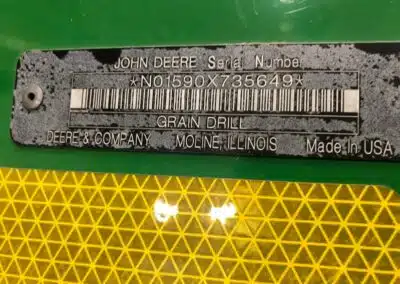 JOHN DEERE Serial Number
*N01590X735649*
GRAIN DRILL
DEERE & COMPANY MOLINE, ILLINOIS Made in USA